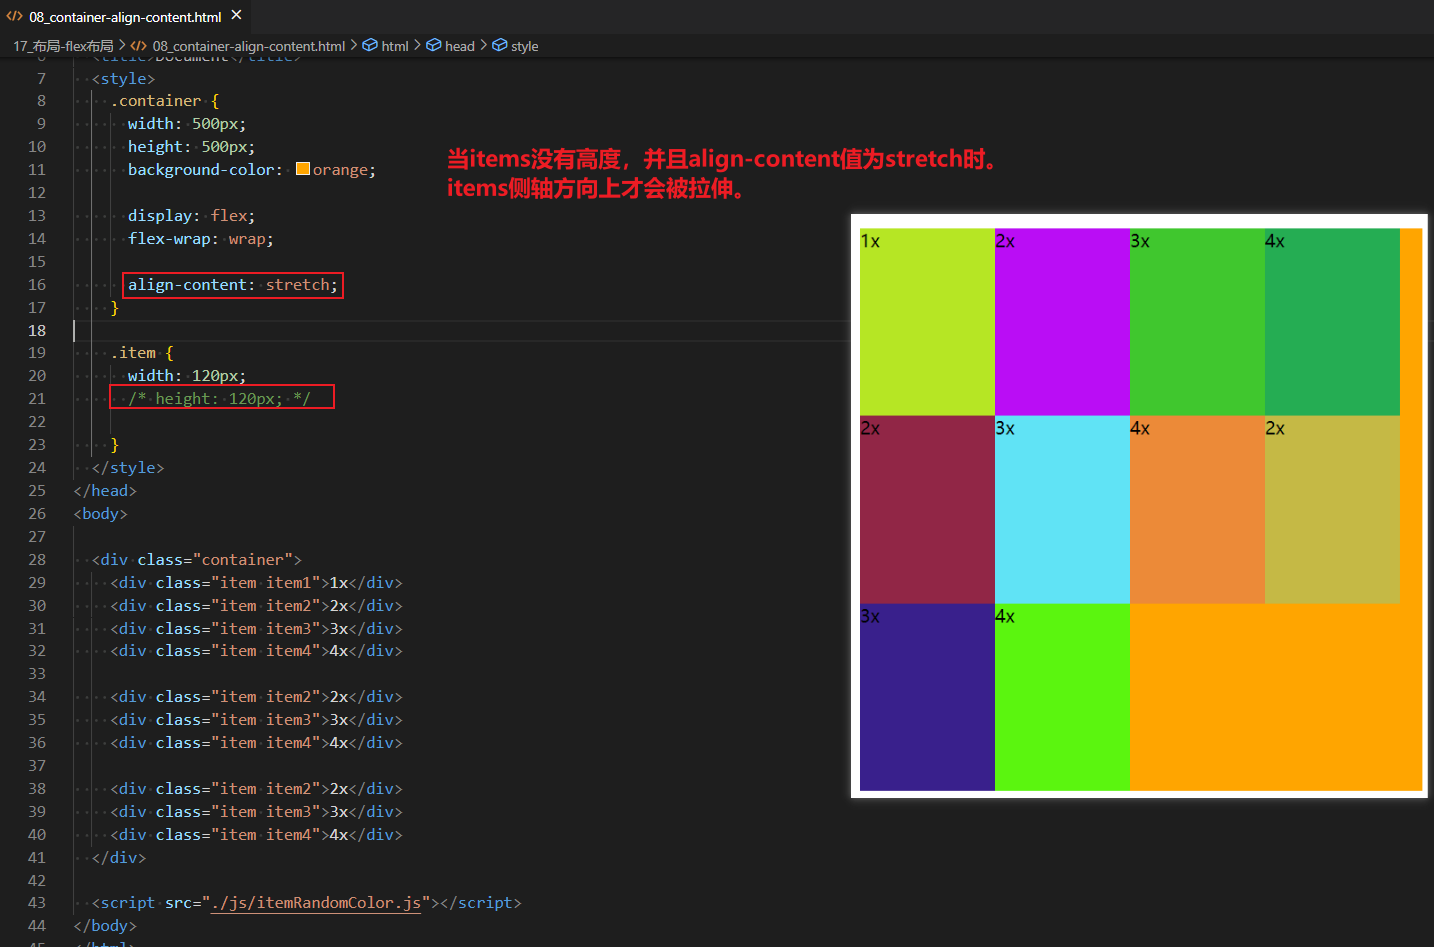 08_container-align-content.html
17_布局-flex布局 > 08_container-align-content.html > html > head > style
6 <title>Document</title>
7 <style>
8 .container {
9 width: 500px;
10 height: 500px;
11 background-color: orange;
12
13 display: flex;
14 flex-wrap: wrap;
15
16 align-content: stretch;
17 }
18
19 .item {
20 width: 120px;
21 /* height: 120px; */
22
23 }
24 </style>
25 </head>
26 <body>
27
28 <div class="container">
29 <div class="item item1">1x</div>
30 <div class="item item2">2x</div>
31 <div class="item item3">3x</div>
32 <div class="item item4">4x</div>
33
34 <div class="item item2">2x</div>
35 <div class="item item3">3x</div>
36 <div class="item item4">4x</div>
37
38 <div class="item item2">2x</div>
39 <div class="item item3">3x</div>
40 <div class="item item4">4x</div>
41 </div>
42
43 <script src="./js/itemRandomColor.js"></script>
44 </body>
45 </html>
当items没有高度，并且align-content值为stretch时。
items侧轴方向上才会被拉伸。
1x 2x 3x 4x
2x 3x 4x 2x
3x 4x